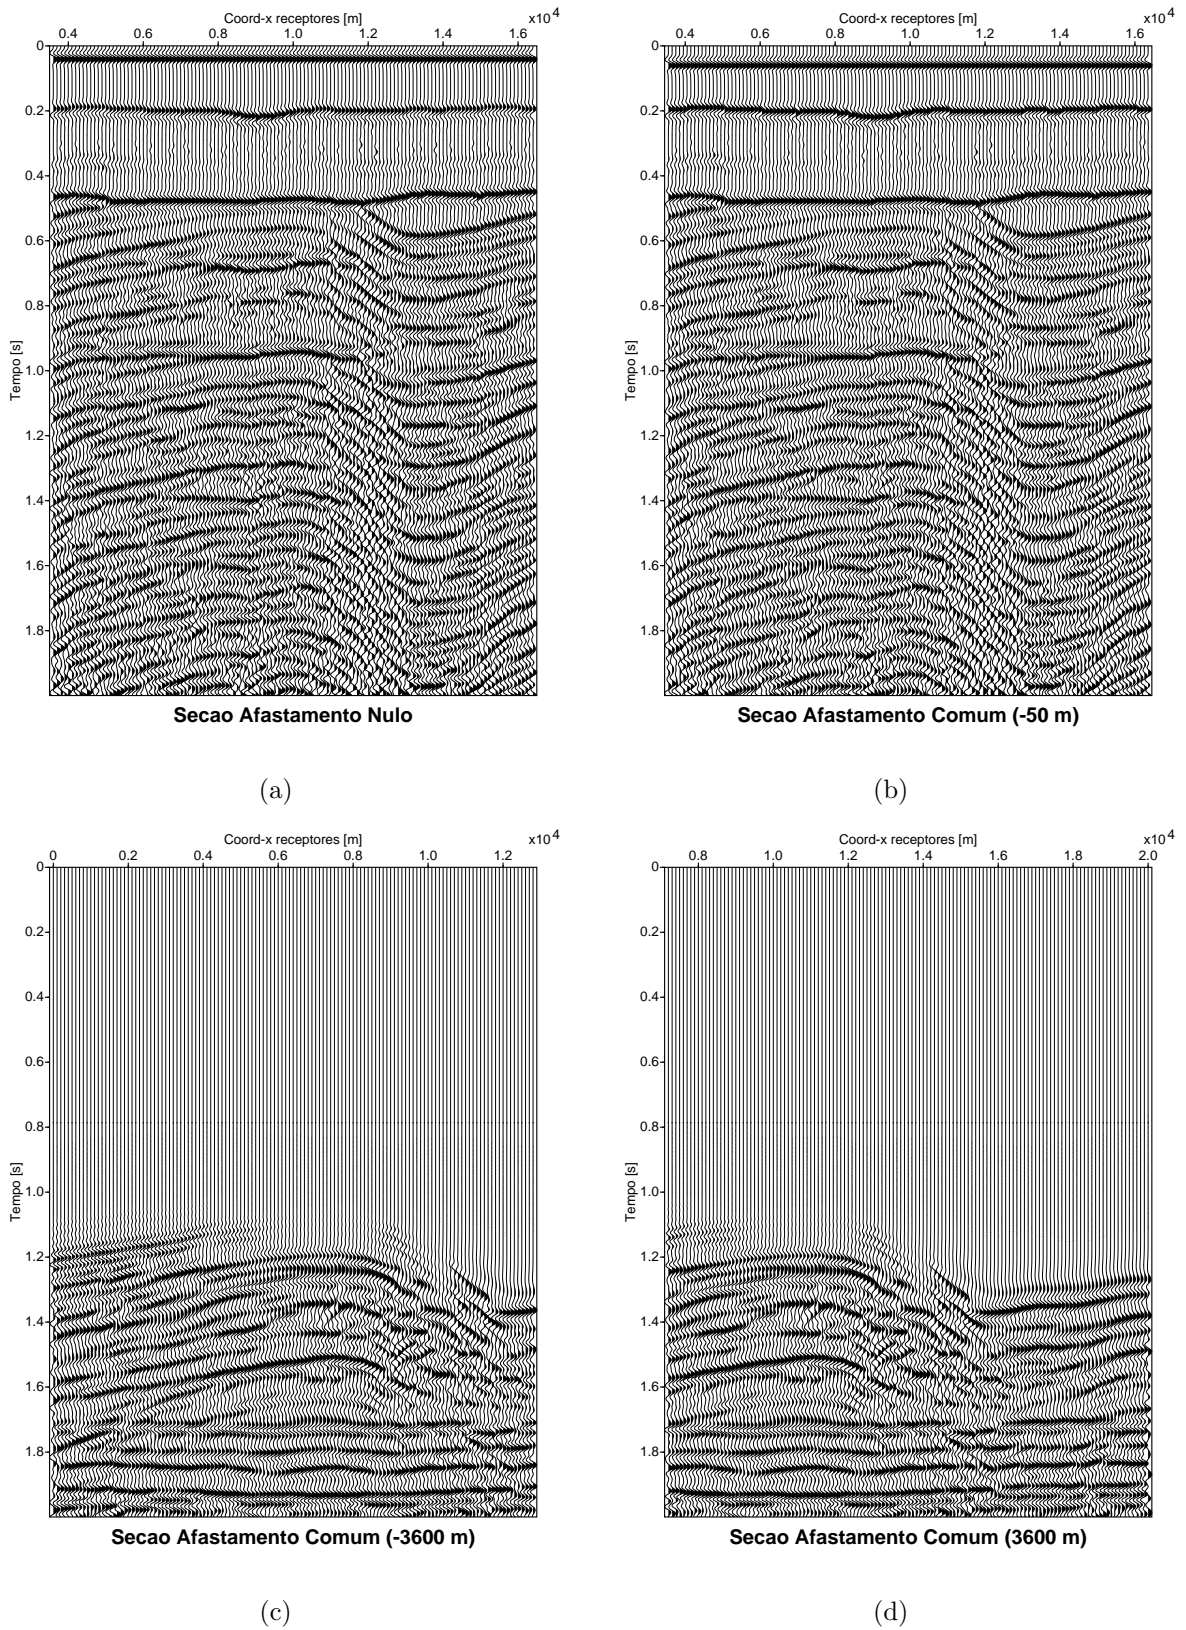 Coord-x receptores [m]
x10 4
0.4 0.6 0.8 1.0 1.2 1.4 1.6
0
0.2
0.4
0.6
0.8
1.0
1.2
1.4
1.6
1.8
Tempo [s]
Secao Afastamento Nulo
(a)
Coord-x receptores [m]
x10 4
0.4 0.6 0.8 1.0 1.2 1.4 1.6
0
0.2
0.4
0.6
0.8
1.0
1.2
1.4
1.6
1.8
Tempo [s]
Secao Afastamento Comum (-50 m)
(b)
Coord-x receptores [m]
x10 4
0 0.2 0.4 0.6 0.8 1.0 1.2
0
0.2
0.4
0.6
0.8
1.0
1.2
1.4
1.6
1.8
Tempo [s]
Secao Afastamento Comum (-3600 m)
(c)
Coord-x receptores [m]
x10 4
0.8 1.0 1.2 1.4 1.6 1.8 2.0
0
0.2
0.4
0.6
0.8
1.0
1.2
1.4
1.6
1.8
Tempo [s]
Secao Afastamento Comum (3600 m)
(d)